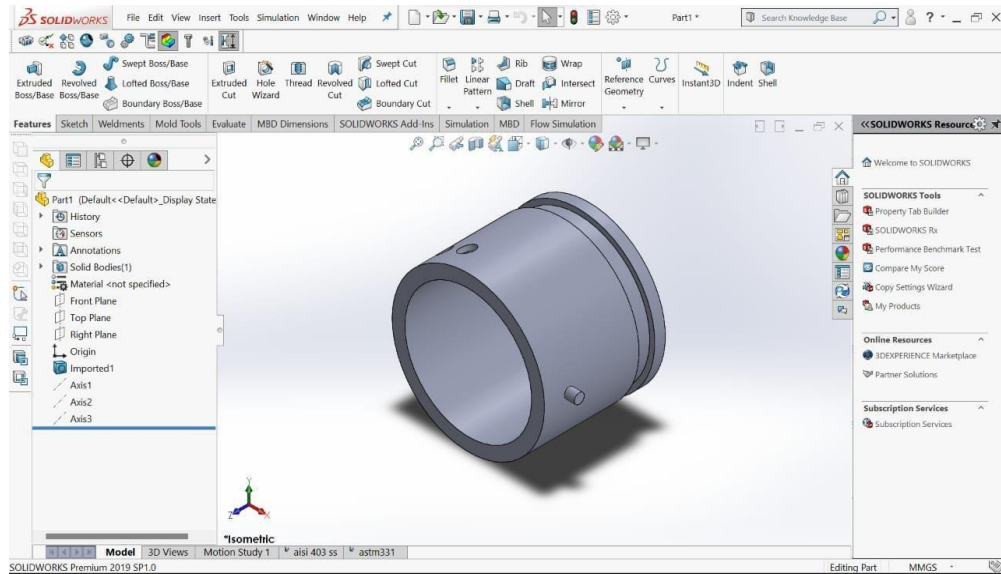 SOLIDWORKS File Edit View Insert Tools Simulation Window Help Part1 * Search Knowledge Base ?
Extruded Boss/Base Revolved Boss/Base Swept Boss/Base Lofted Boss/Base Boundary Boss/Base Extruded Cut Hole Wizard Thread Revolved Cut Swept Cut Lofted Cut Boundary Cut Fillet Linear Pattern Rib Draft Shell Wrap Intersect Mirror Reference Geometry Curves Instant3D Indent Shell
Features Sketch Weldments Mold Tools Evaluate MBD Dimensions SOLIDWORKS Add-Ins Simulation MBD Flow Simulation
Part1 (Default<<Default>_Display State
History
Sensors
Annotations
Solid Bodies(1)
Material <not specified>
Front Plane
Top Plane
Right Plane
Origin
Imported1
Axis1
Axis2
Axis3
Y
Z
X
*Isometric
<<SOLIDWORKS Resource
Welcome to SOLIDWORKS
SOLIDWORKS Tools
Property Tab Builder
SOLIDWORKS Rx
Performance Benchmark Test
Compare My Score
Copy Settings Wizard
My Products
Online Resources
3DEXPERIENCE Marketplace
Partner Solutions
Subscription Services
Subscription Services
Model 3D Views Motion Study 1 aisi 403 ss astm331
SOLIDWORKS Premium 2019 SP1.0 Editing Part MMGS